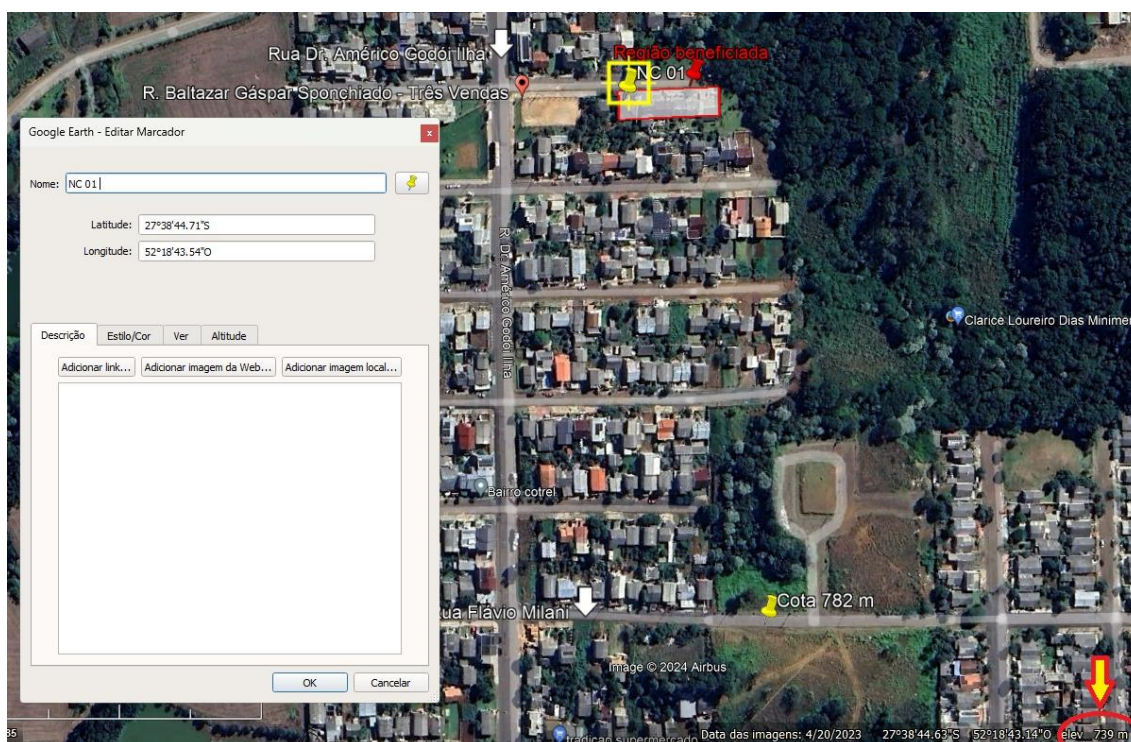 Rua Dr. Américo Godói Ilha
Região beneficiada
NC 01
R. Baltazar Gáspar Sponchiado - Três Vendas
Google Earth - Editar Marcador
x
Nome:
NC 01
Latitude:
27°38'44.71"S
Longitude:
52°18'43.54"O
R. Dr. Américo Godói Ilha
Clarice Loureiro Dias Minimer
Descrição
Estilo/Cor
Ver
Altitude
Adicionar link...
Adicionar imagem da Web...
Adicionar imagem local...
Bairro cotrel
Cota 782 m
ua Flávio Milani
Image © 2024 Airbus
OK
Cancelar
tradicao supermercado
Data das imagens: 4/20/2023
27°38'44.63"S
52°18'43.14"O
elev
739 m
35